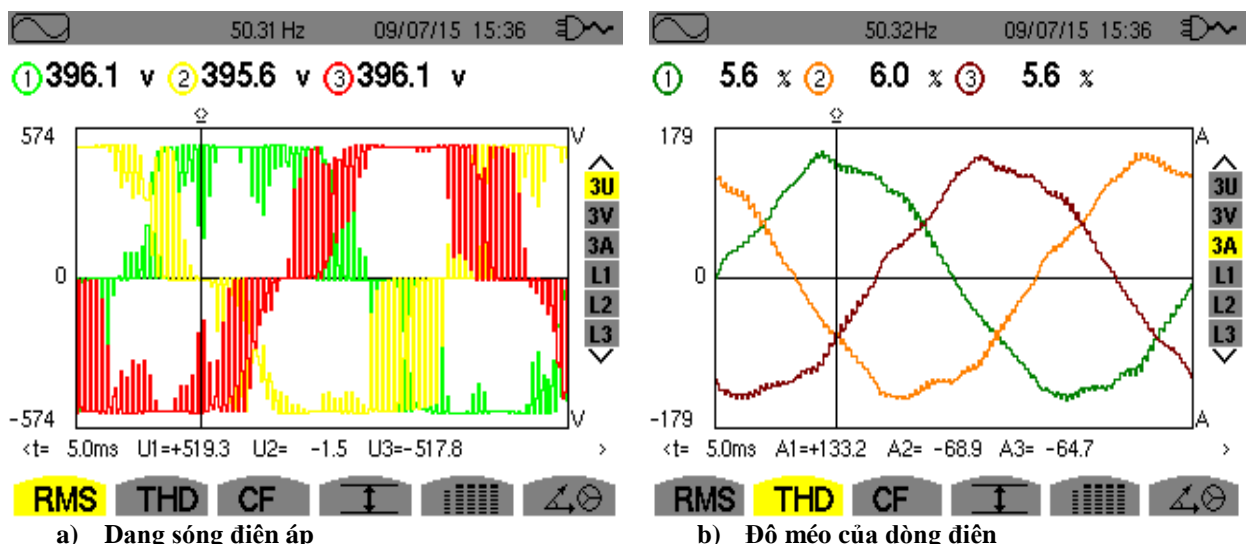 50.31 Hz 09/07/15 15:36
1 396.1 V 2 395.6 V 3 396.1 V
574 V
3U
3V
3A
0
L1
L2
L3
-574 V
<t= 5.0ms U1=+519.3 U2= -1.5 U3=-517.8 >
RMS THD CF
a) Dạng sóng điện áp
50.32Hz 09/07/15 15:36
1 5.6 % 2 6.0 % 3 5.6 %
179 A
3U
3V
3A
0
L1
L2
L3
-179 A
<t= 5.0ms A1=+133.2 A2= -68.9 A3= -64.7 >
RMS THD CF
b) Độ méo của dòng điện